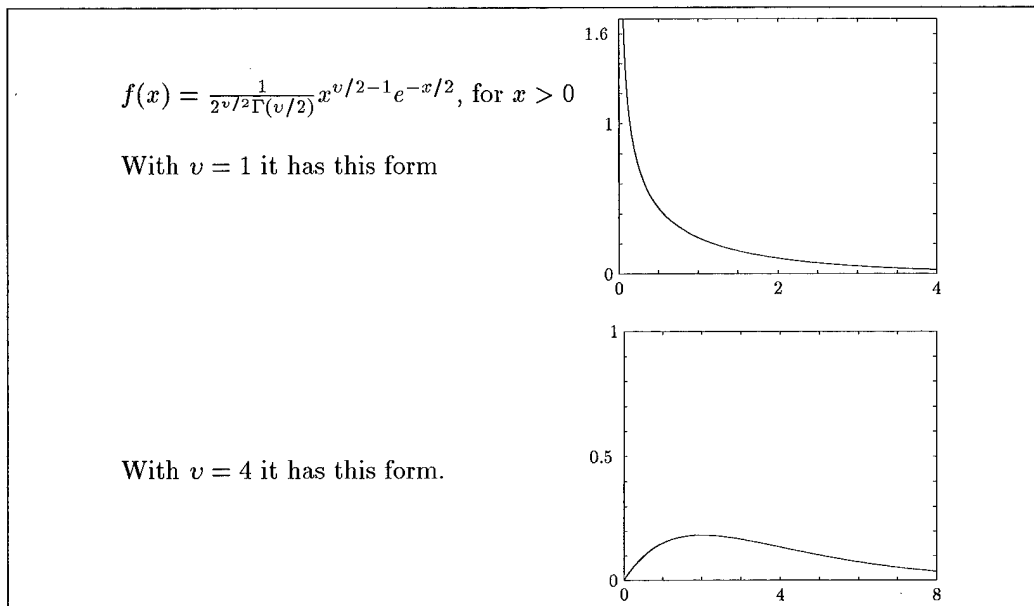 f(x) = \frac{1}{2^{υ/2}Γ(υ/2)} x^{υ/2−1} e^{−x/2}, for x > 0
With υ = 1 it has this form
1.6
1
0
0 2 4
With υ = 4 it has this form.
1
0.5
0
0 4 8